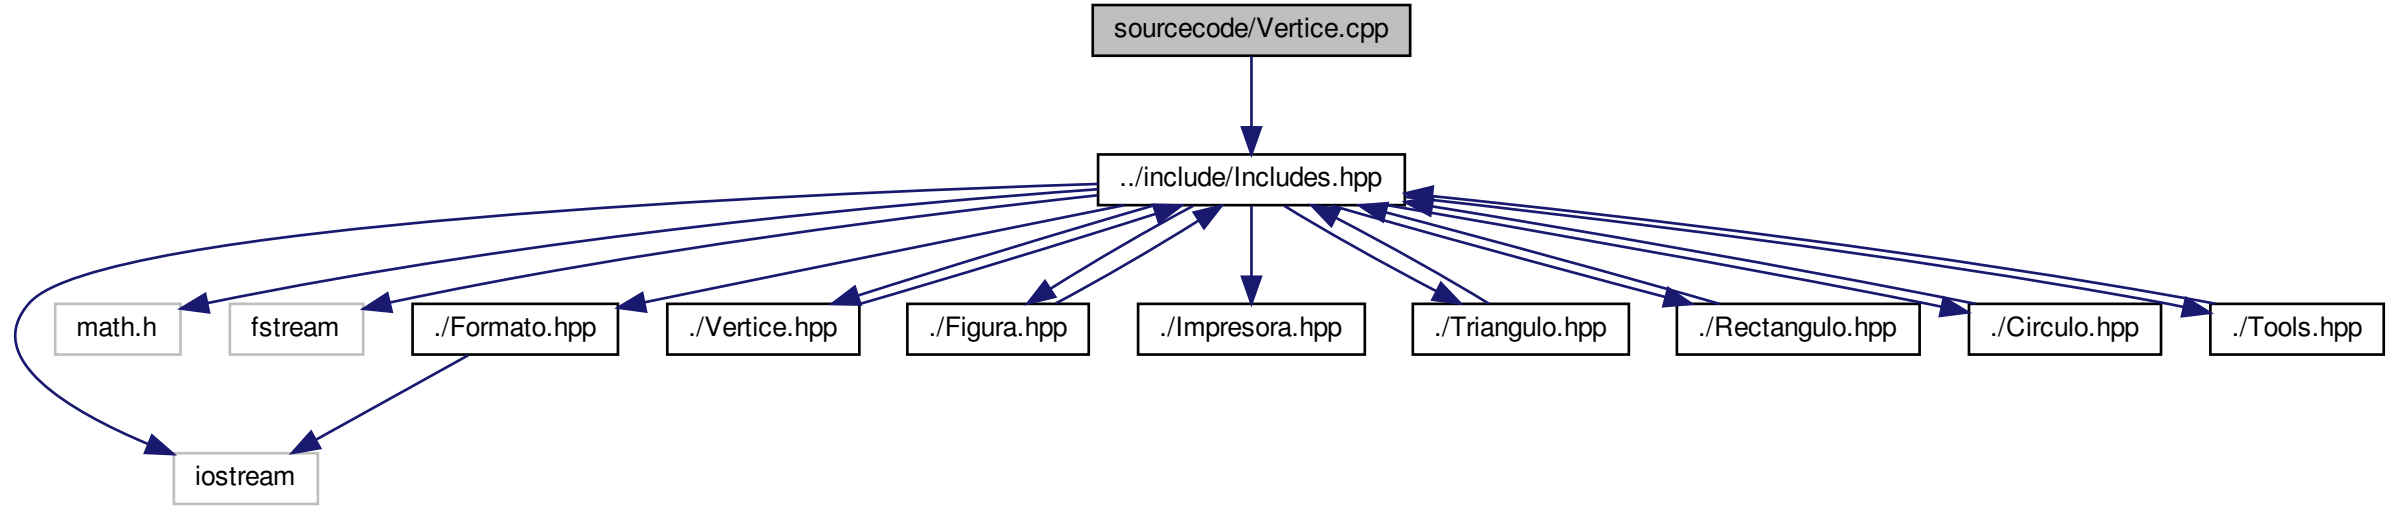 sourcecode/Vertice.cpp
../include/Includes.hpp
math.h
fstream
./Formato.hpp
./Vertice.hpp
./Figura.hpp
./Impresora.hpp
./Triangulo.hpp
./Rectangulo.hpp
./Circulo.hpp
./Tools.hpp
iostream